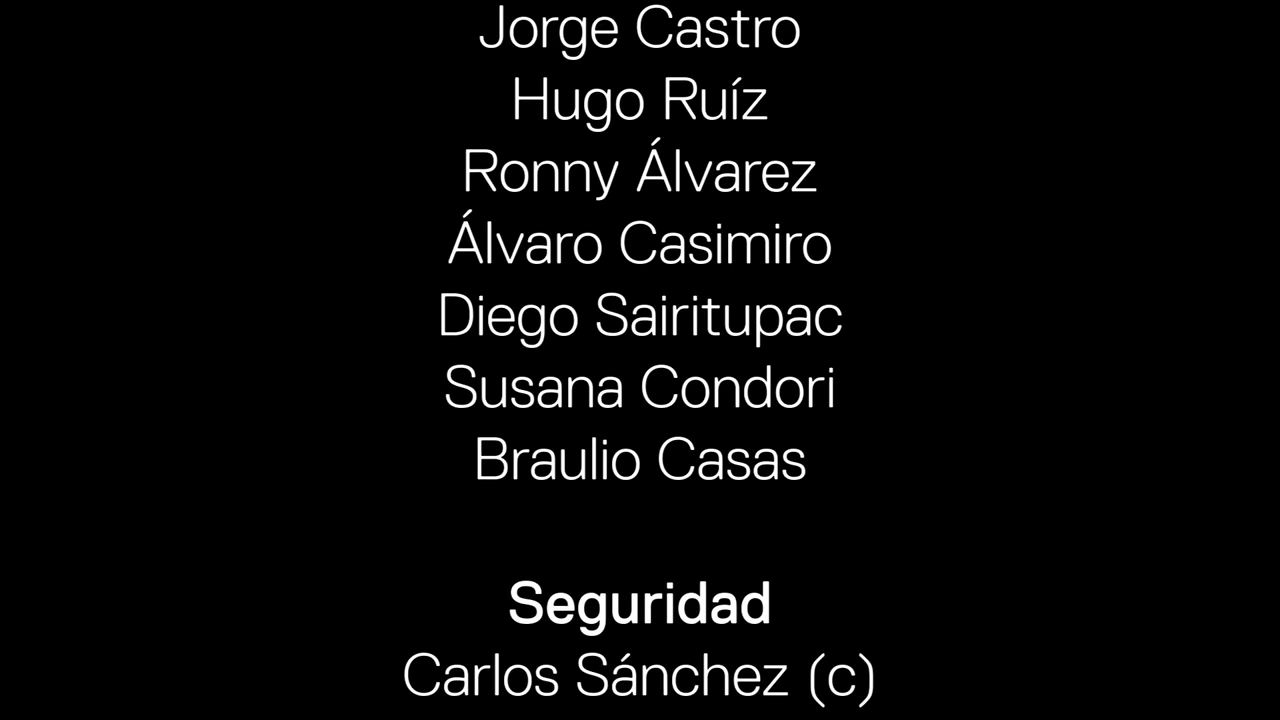 Jorge Castro
Hugo Ruíz
Ronny Álvarez
Álvaro Casimiro
Diego Sairitupac
Susana Condori
Braulio Casas
Seguridad
Carlos Sánchez (c)